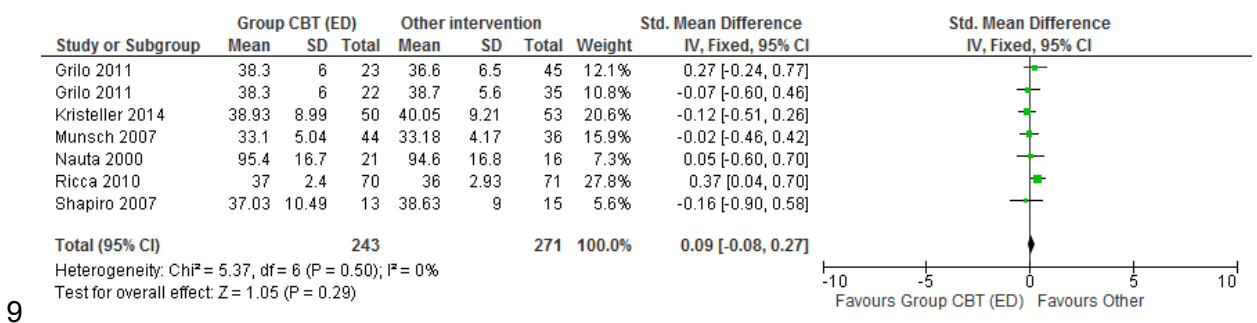 Group CBT (ED) Other intervention Std. Mean Difference Std. Mean Difference
Study or Subgroup Mean SD Total Mean SD Total Weight IV, Fixed, 95% CI IV, Fixed, 95% CI
Grilo 2011 38.3 6 23 36.6 6.5 45 12.1% 0.27 [-0.24, 0.77]
Grilo 2011 38.3 6 22 38.7 5.6 35 10.8% -0.07 [-0.60, 0.46]
Kristeller 2014 38.93 8.99 50 40.05 9.21 53 20.6% -0.12 [-0.51, 0.26]
Munsch 2007 33.1 5.04 44 33.18 4.17 36 15.9% -0.02 [-0.46, 0.42]
Nauta 2000 95.4 16.7 21 94.6 16.8 16 7.3% 0.05 [-0.60, 0.70]
Ricca 2010 37 2.4 70 36 2.93 71 27.8% 0.37 [0.04, 0.70]
Shapiro 2007 37.03 10.49 13 38.63 9 15 5.6% -0.16 [-0.90, 0.58]
Total (95% CI) 243 271 100.0% 0.09 [-0.08, 0.27]
Heterogeneity: Chi² = 5.37, df = 6 (P = 0.50); I² = 0%
Test for overall effect: Z = 1.05 (P = 0.29)
-10 -5 0 5 10
Favours Group CBT (ED) Favours Other
9